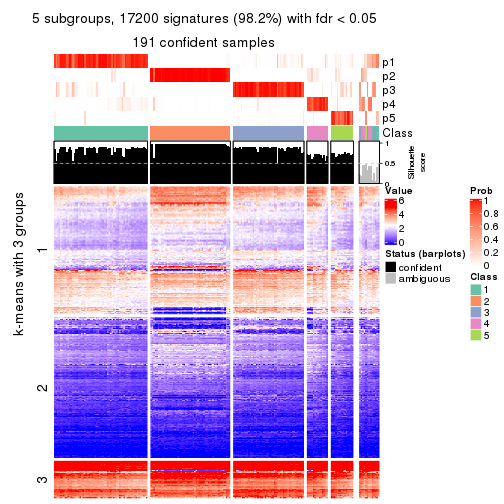 5 subgroups, 17200 signatures (98.2%) with fdr < 0.05
191 confident samples
p1
p2
p3
p4
p5
Class
1
0.5
0
Silhouette
score
k-means with 3 groups
1
2
3
Value
6
4
2
0
Status (barplots)
confident
ambiguous
Prob
1
0.8
0.6
0.4
0.2
0
Class
1
2
3
4
5